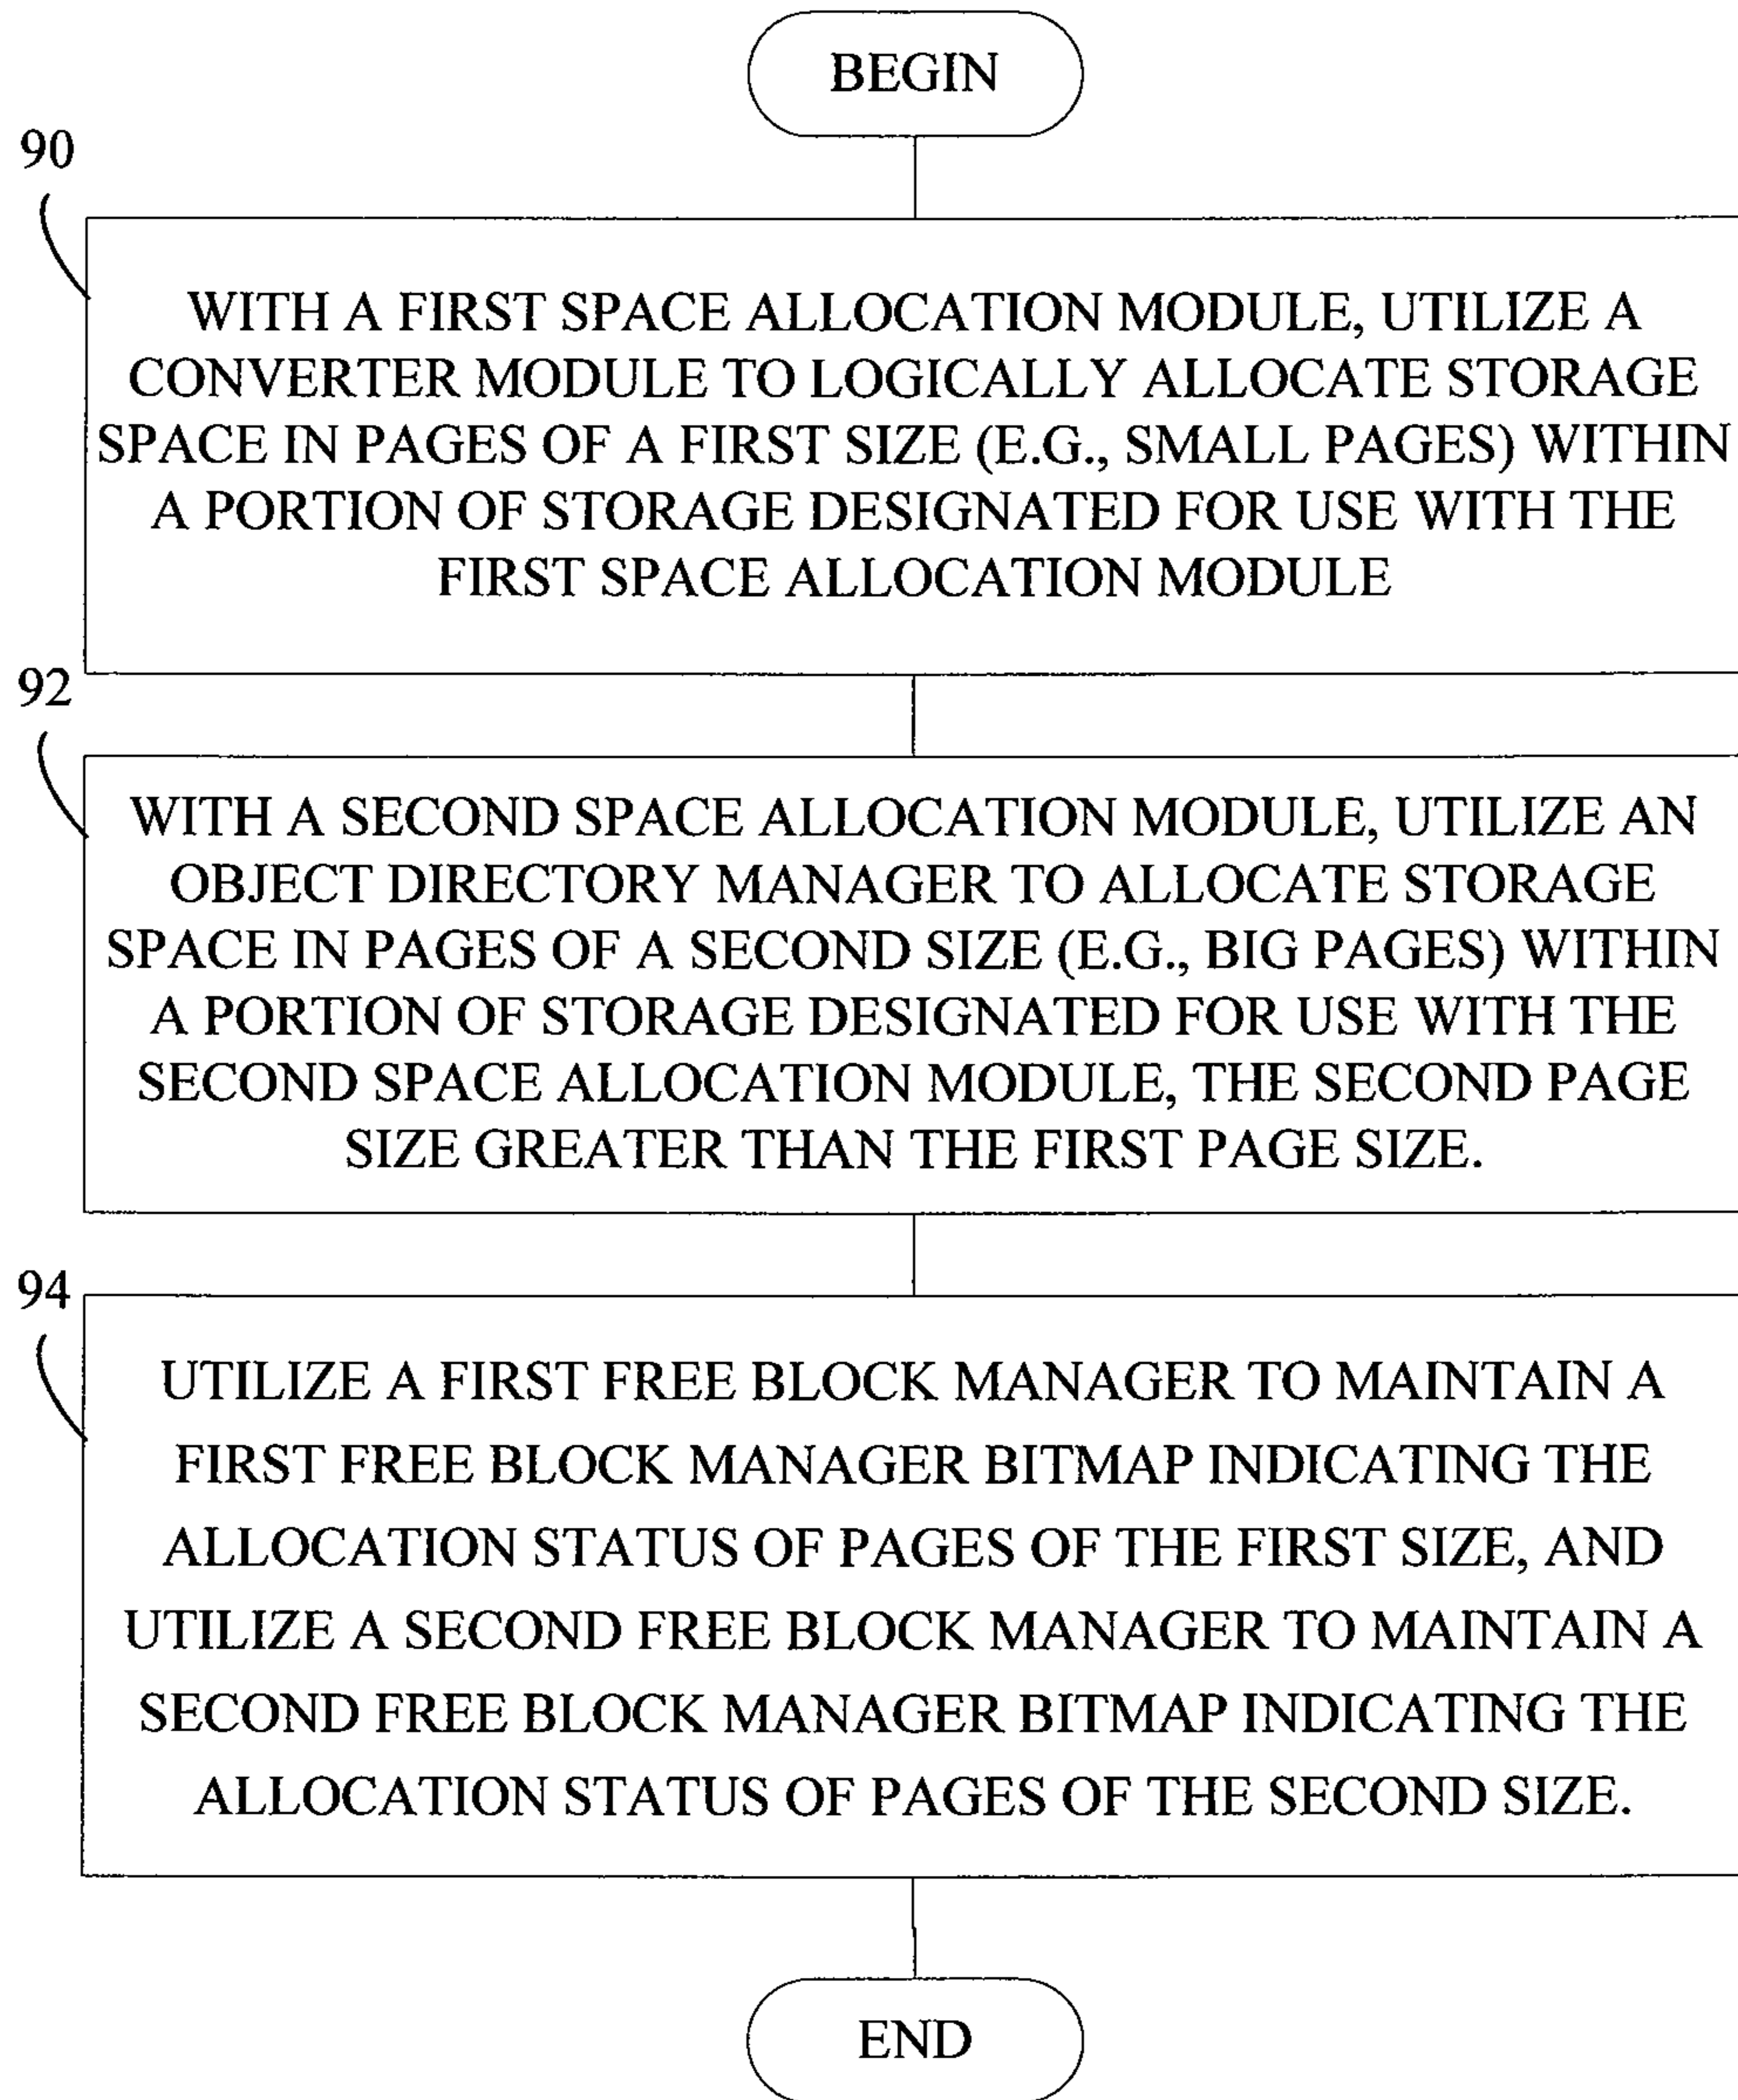 BEGIN
90
WITH A FIRST SPACE ALLOCATION MODULE, UTILIZE A
CONVERTER MODULE TO LOGICALLY ALLOCATE STORAGE
SPACE IN PAGES OF A FIRST SIZE (E.G., SMALL PAGES) WITHIN
A PORTION OF STORAGE DESIGNATED FOR USE WITH THE
FIRST SPACE ALLOCATION MODULE
92
WITH A SECOND SPACE ALLOCATION MODULE, UTILIZE AN
OBJECT DIRECTORY MANAGER TO ALLOCATE STORAGE
SPACE IN PAGES OF A SECOND SIZE (E.G., BIG PAGES) WITHIN
A PORTION OF STORAGE DESIGNATED FOR USE WITH THE
SECOND SPACE ALLOCATION MODULE, THE SECOND PAGE
SIZE GREATER THAN THE FIRST PAGE SIZE.
94
UTILIZE A FIRST FREE BLOCK MANAGER TO MAINTAIN A
FIRST FREE BLOCK MANAGER BITMAP INDICATING THE
ALLOCATION STATUS OF PAGES OF THE FIRST SIZE, AND
UTILIZE A SECOND FREE BLOCK MANAGER TO MAINTAIN A
SECOND FREE BLOCK MANAGER BITMAP INDICATING THE
ALLOCATION STATUS OF PAGES OF THE SECOND SIZE.
END